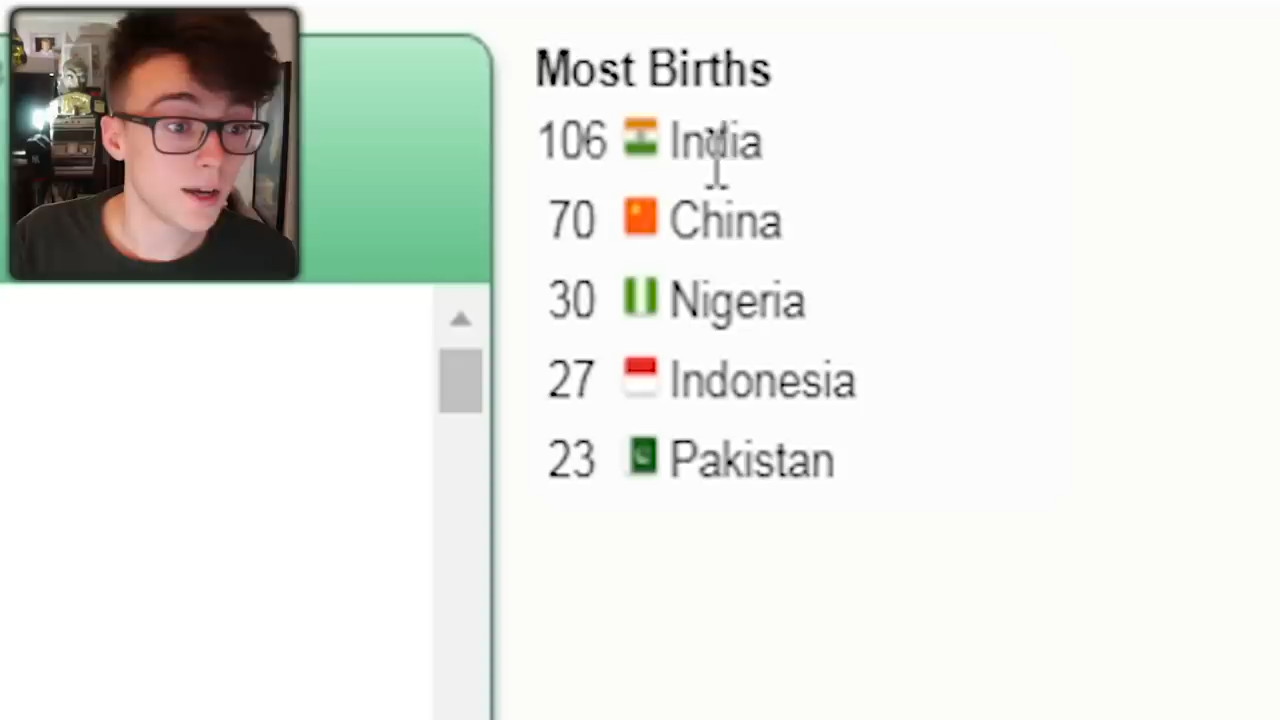 Most Births
106 India
70 China
30 Nigeria
27 Indonesia
23 Pakistan